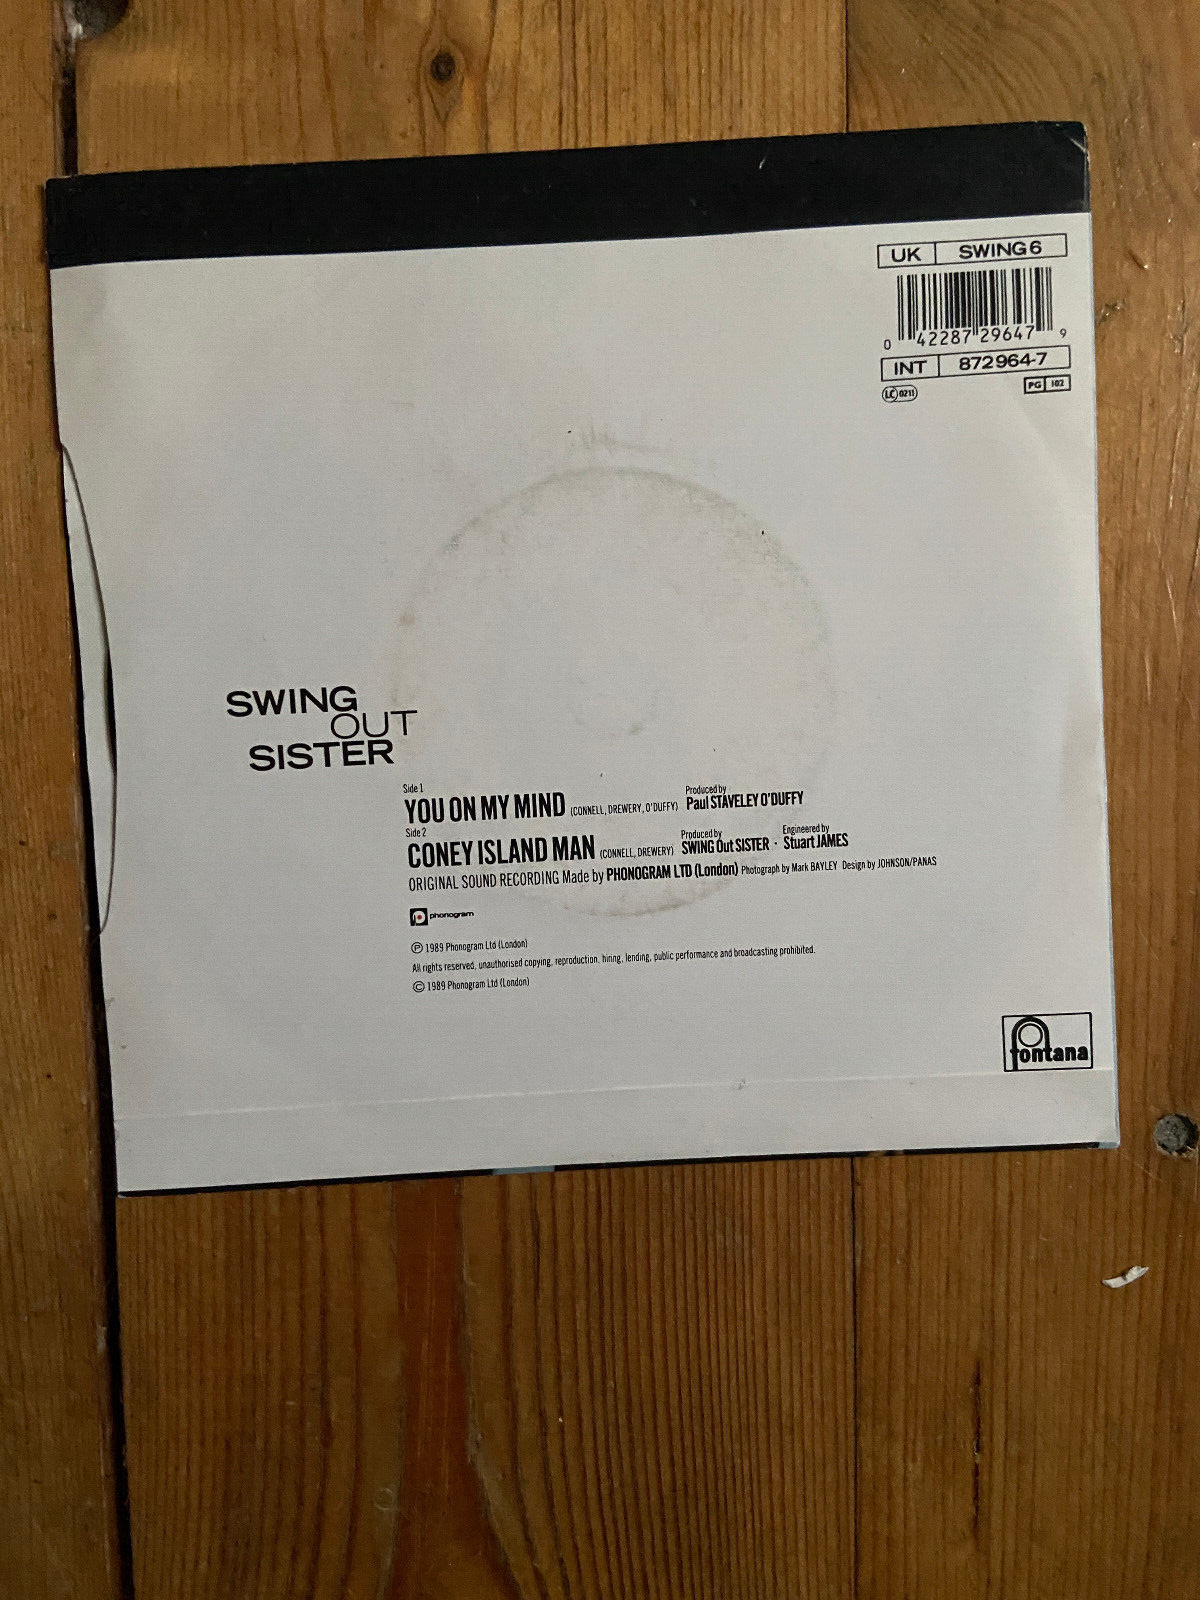 UK SWING 6
0 42287 29647 9
INT 872 964-7
LC 0211 PG 102
SWING
OUT
SISTER
Side 1 Produced by
YOU ON MY MIND (CONNELL, DREWERY, O'DUFFY) Paul STAVELEY O'DUFFY
Side 2 Produced by Engineered by
CONEY ISLAND MAN (CONNELL, DREWERY) SWING Out SISTER · Stuart JAMES
ORIGINAL SOUND RECORDING Made by PHONOGRAM LTD (London) Photograph by Mark BAYLEY Design by JOHNSON/PANAS
phonogram
℗ 1989 Phonogram Ltd (London)
All rights reserved, unauthorised copying, reproduction, hiring, lending, public performance and broadcasting prohibited.
© 1989 Phonogram Ltd (London)
fontana